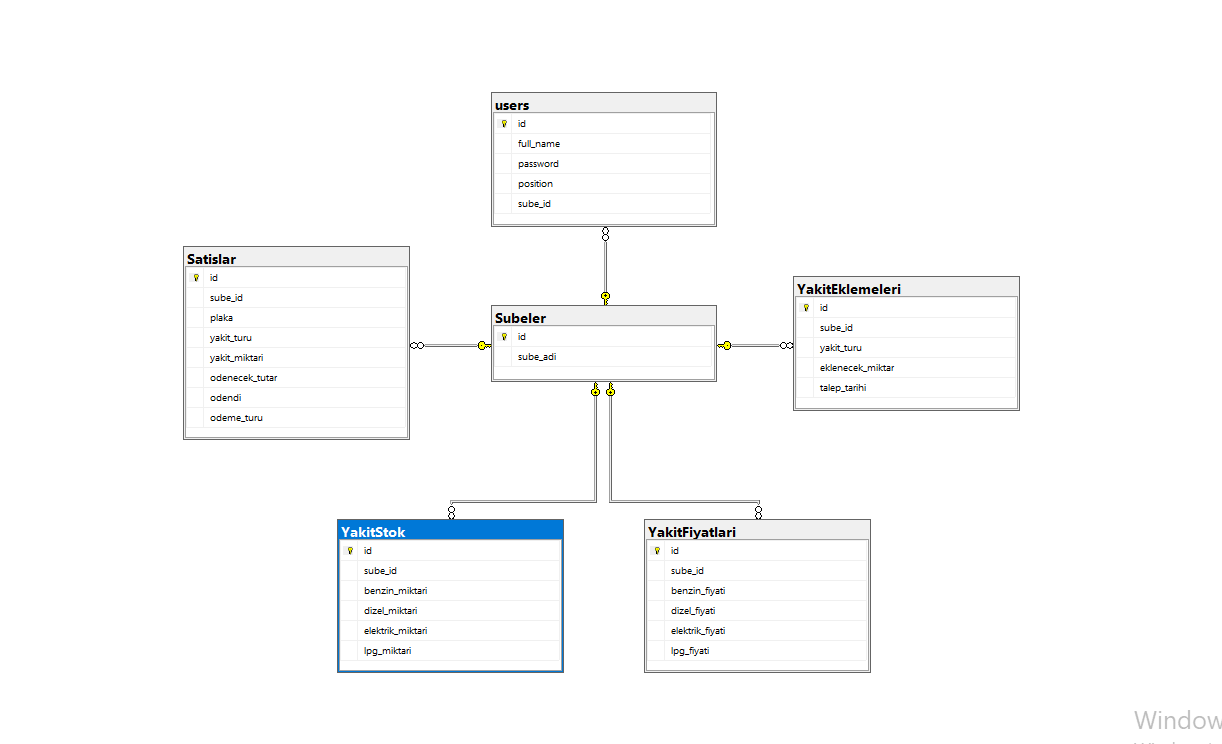 users
id
full_name
password
position
sube_id
Satislar
id
sube_id
plaka
yakit_turu
yakit_miktari
odenecek_tutar
odendi
odeme_turu
Subeler
id
sube_adi
YakitEklemeleri
id
sube_id
yakit_turu
eklenecek_miktar
talep_tarihi
YakitStok
id
sube_id
benzin_miktari
dizel_miktari
elektrik_miktari
lpg_miktari
YakitFiyatlari
id
sube_id
benzin_fiyati
dizel_fiyati
elektrik_fiyati
lpg_fiyati
Window